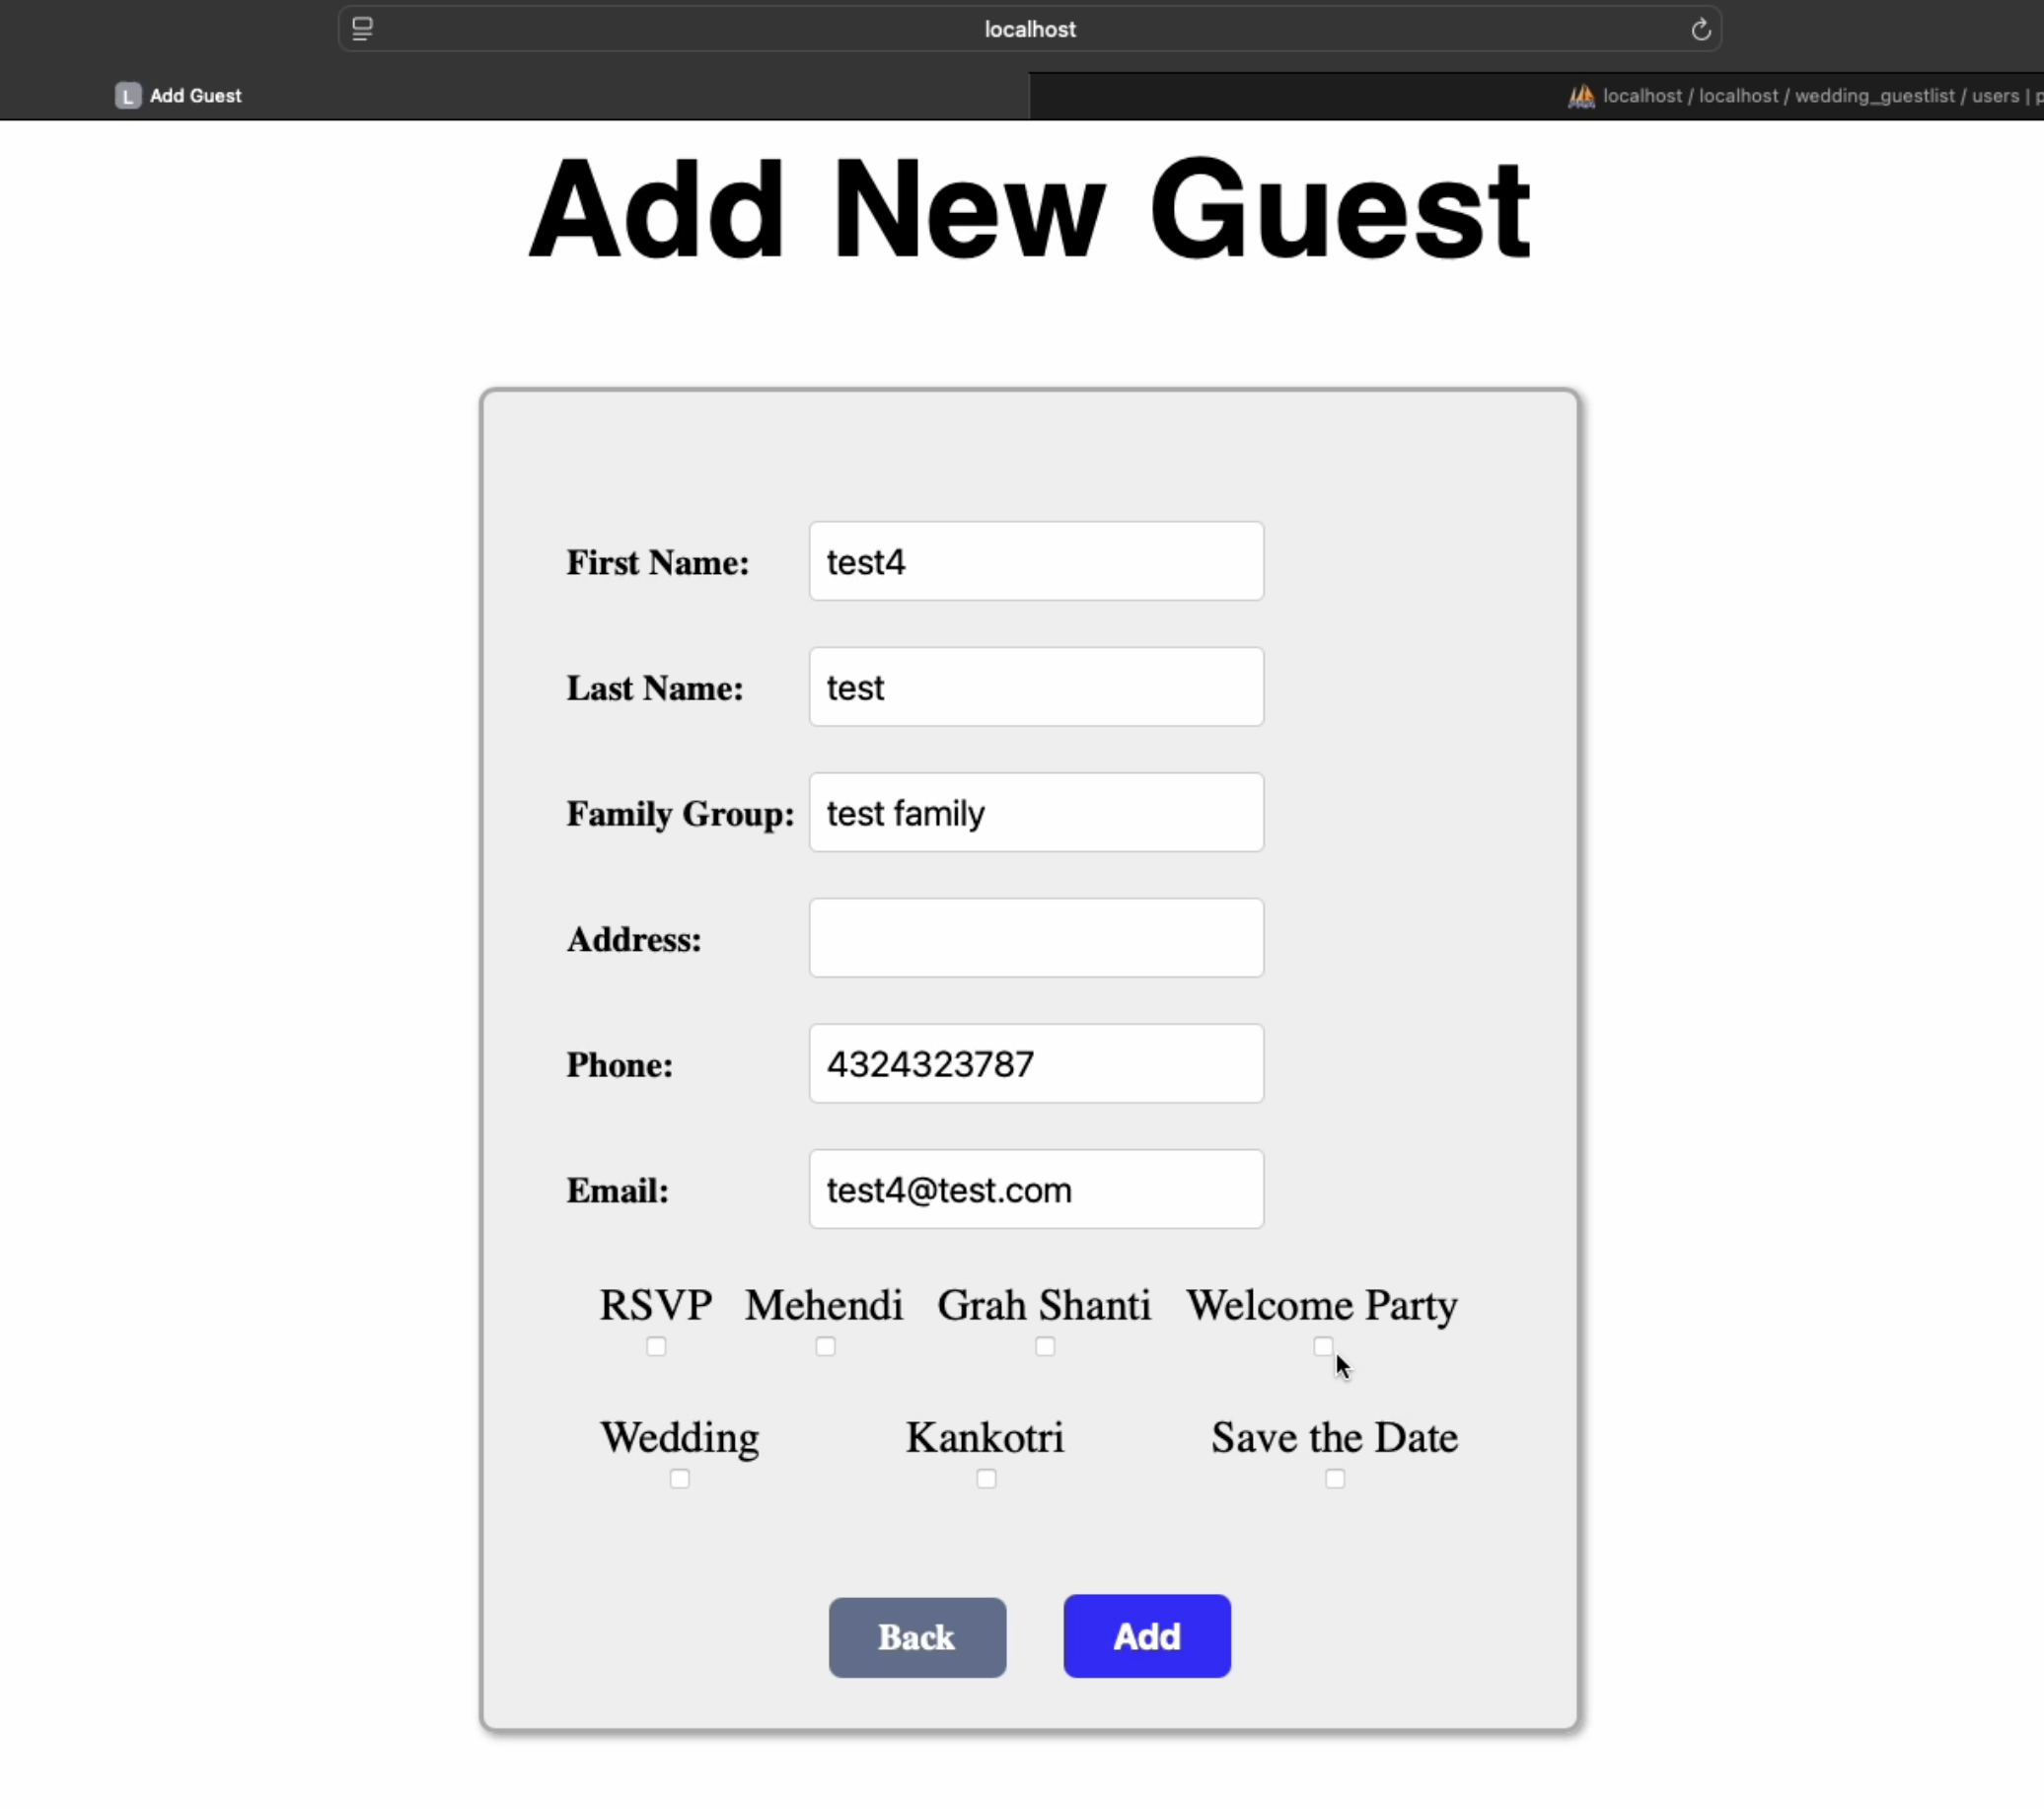 localhost
L Add Guest
localhost / localhost / wedding_guestlist / users | p
Add New Guest
First Name: test4
Last Name: test
Family Group: test family
Address:
Phone: 4324323787
Email: test4@test.com
RSVP Mehendi Grah Shanti Welcome Party
Wedding Kankotri Save the Date
Back Add